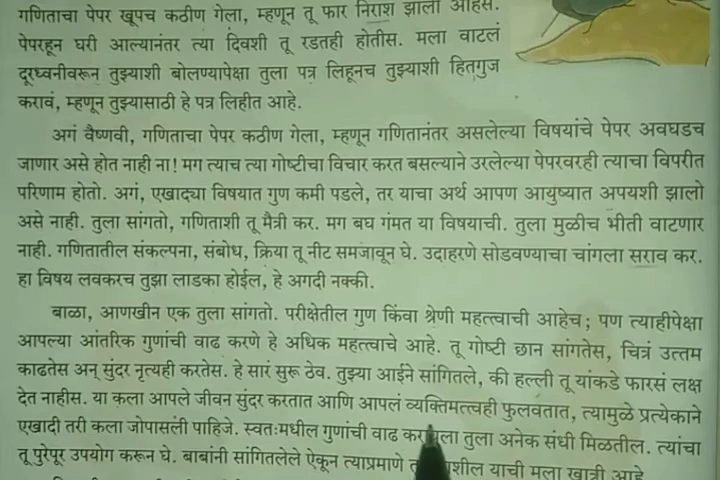 गणिताचा पेपर खूपच कठीण गेला, म्हणून तू फार निराश झाली आहेस.
पेपरहून घरी आल्यानंतर त्या दिवशी तू रडतही होतीस. मला वाटलं
दूरध्वनीवरून तुझ्याशी बोलण्यापेक्षा तुला पत्र लिहूनच तुझ्याशी हितगुज
करावं, म्हणून तुझ्यासाठी हे पत्र लिहीत आहे.
अगं वैष्णवी, गणिताचा पेपर कठीण गेला, म्हणून गणितानंतर असलेल्या विषयांचे पेपर अवघडच
जाणार असे होत नाही ना! मग त्याच त्या गोष्टीचा विचार करत बसल्याने उरलेल्या पेपरवरही त्याचा विपरीत
परिणाम होतो. अगं, एखाद्या विषयात गुण कमी पडले, तर याचा अर्थ आपण आयुष्यात अपयशी झालो
असे नाही. तुला सांगतो, गणिताशी तू मैत्री कर. मग बघ गंमत या विषयाची. तुला मुळीच भीती वाटणार
नाही. गणितातील संकल्पना, संबोध, क्रिया तू नीट समजावून घे. उदाहरणे सोडवण्याचा चांगला सराव कर.
हा विषय लवकरच तुझा लाडका होईल, हे अगदी नक्की.
बाळा, आणखीन एक तुला सांगतो. परीक्षेतील गुण किंवा श्रेणी महत्त्वाची आहेच; पण त्याहीपेक्षा
आपल्या आंतरिक गुणांची वाढ करणे हे अधिक महत्त्वाचे आहे. तू गोष्टी छान सांगतेस, चित्रं उत्तम
काढतेस अन् सुंदर नृत्यही करतेस. हे सारं सुरू ठेव. तुझ्या आईने सांगितले, की हल्ली तू यांकडे फारसं लक्ष
देत नाहीस. या कला आपले जीवन सुंदर करतात आणि आपलं व्यक्तिमत्त्वही फुलवतात, त्यामुळे प्रत्येकाने
एखादी तरी कला जोपासली पाहिजे. स्वतःमधील गुणांची वाढ तुला अनेक संधी मिळतील. त्यांचा
तू पुरेपूर उपयोग करून घे. बाबांनी सांगितलेले ऐकून त्याप्रमाणे याची मला खात्री आहे.